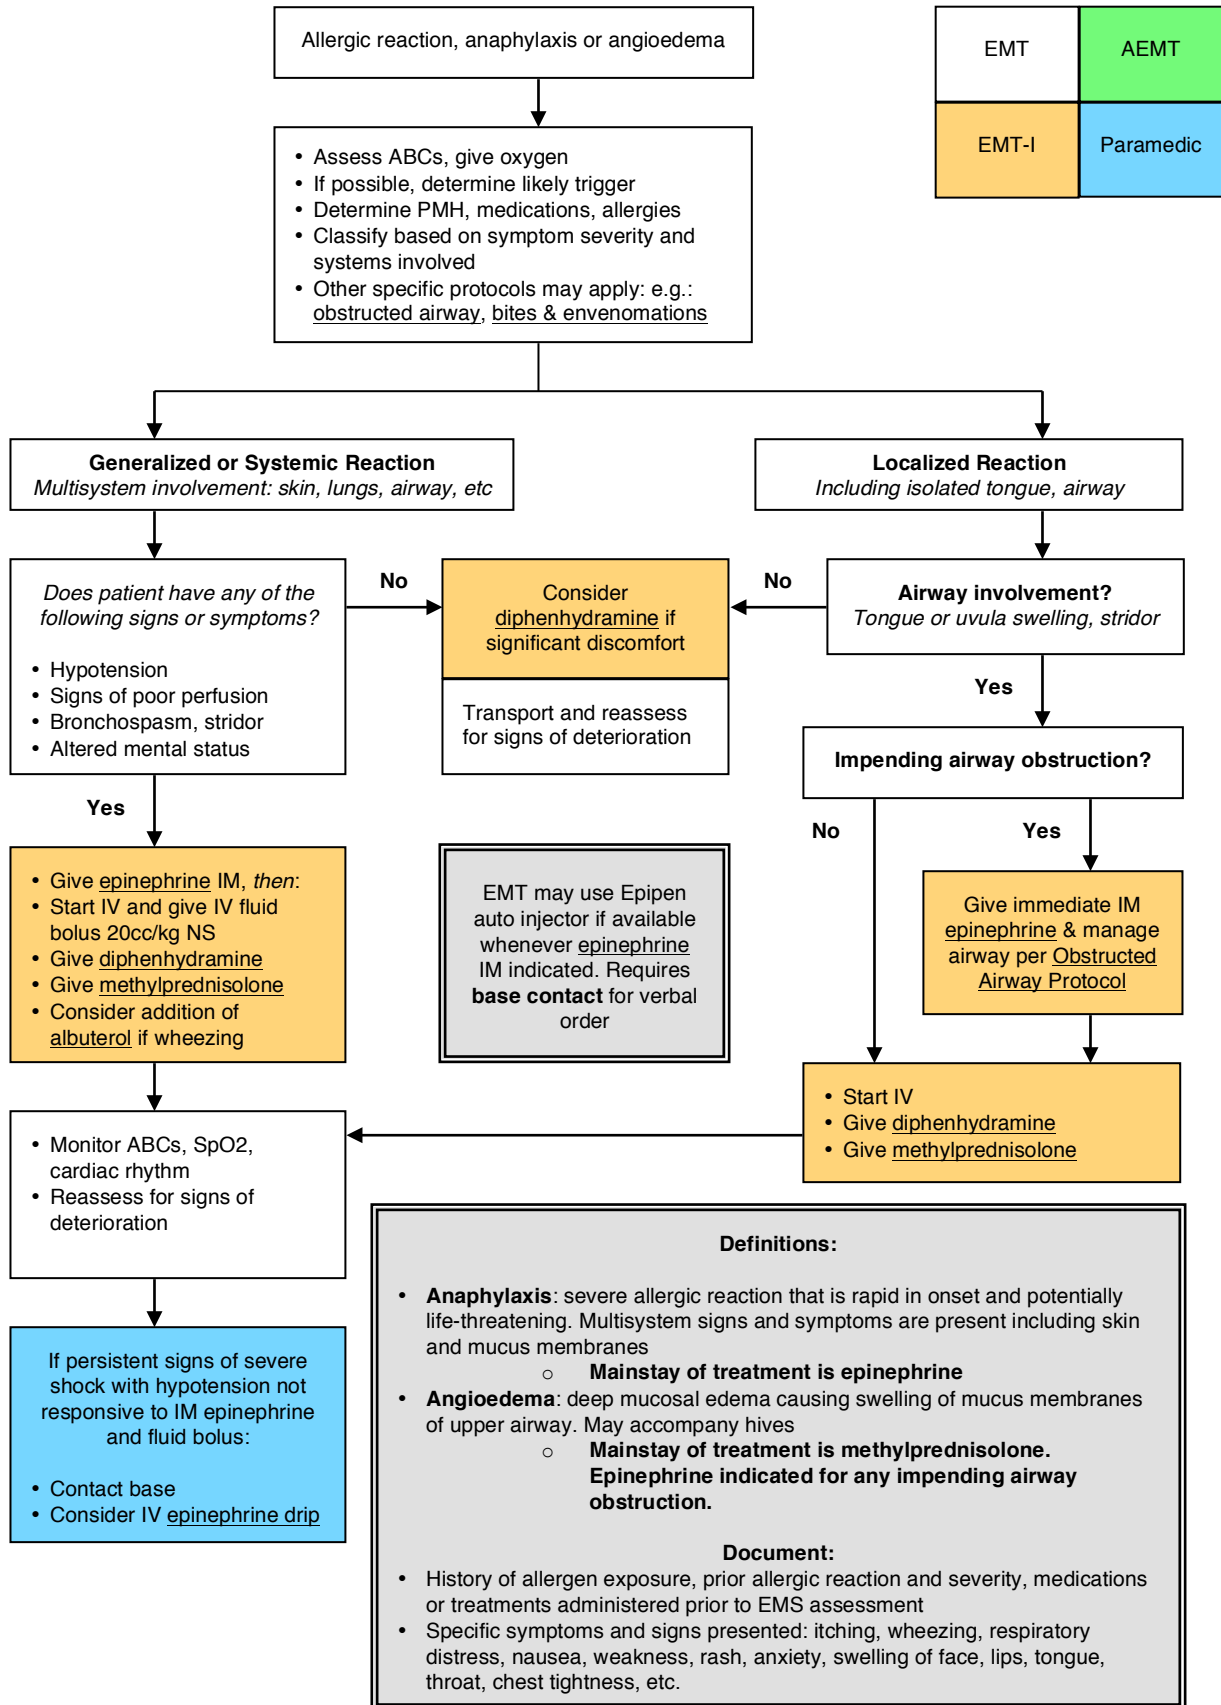 Allergic reaction, anaphylaxis or angioedema
EMT
AEMT
EMT-I
Paramedic
• Assess ABCs, give oxygen
• If possible, determine likely trigger
• Determine PMH, medications, allergies
• Classify based on symptom severity and
systems involved
• Other specific protocols may apply: e.g.:
obstructed airway, bites & envenomations
Generalized or Systemic Reaction
Multisystem involvement: skin, lungs, airway, etc
Localized Reaction
Including isolated tongue, airway
Does patient have any of the
following signs or symptoms?
• Hypotension
• Signs of poor perfusion
• Bronchospasm, stridor
• Altered mental status
No
Consider
diphenhydramine if
significant discomfort
Transport and reassess
for signs of deterioration
No
Airway involvement?
Tongue or uvula swelling, stridor
Yes
Impending airway obstruction?
Yes
No
Yes
• Give epinephrine IM, then:
• Start IV and give IV fluid
bolus 20cc/kg NS
• Give diphenhydramine
• Give methylprednisolone
• Consider addition of
albuterol if wheezing
EMT may use Epipen
auto injector if available
whenever epinephrine
IM indicated. Requires
base contact for verbal
order
Give immediate IM
epinephrine & manage
airway per Obstructed
Airway Protocol
• Start IV
• Give diphenhydramine
• Give methylprednisolone
• Monitor ABCs, SpO2,
cardiac rhythm
• Reassess for signs of
deterioration
If persistent signs of severe
shock with hypotension not
responsive to IM epinephrine
and fluid bolus:
• Contact base
• Consider IV epinephrine drip
Definitions:
• Anaphylaxis: severe allergic reaction that is rapid in onset and potentially
life-threatening. Multisystem signs and symptoms are present including skin
and mucus membranes
o Mainstay of treatment is epinephrine
• Angioedema: deep mucosal edema causing swelling of mucus membranes
of upper airway. May accompany hives
o Mainstay of treatment is methylprednisolone.
Epinephrine indicated for any impending airway
obstruction.
Document:
• History of allergen exposure, prior allergic reaction and severity, medications
or treatments administered prior to EMS assessment
• Specific symptoms and signs presented: itching, wheezing, respiratory
distress, nausea, weakness, rash, anxiety, swelling of face, lips, tongue,
throat, chest tightness, etc.